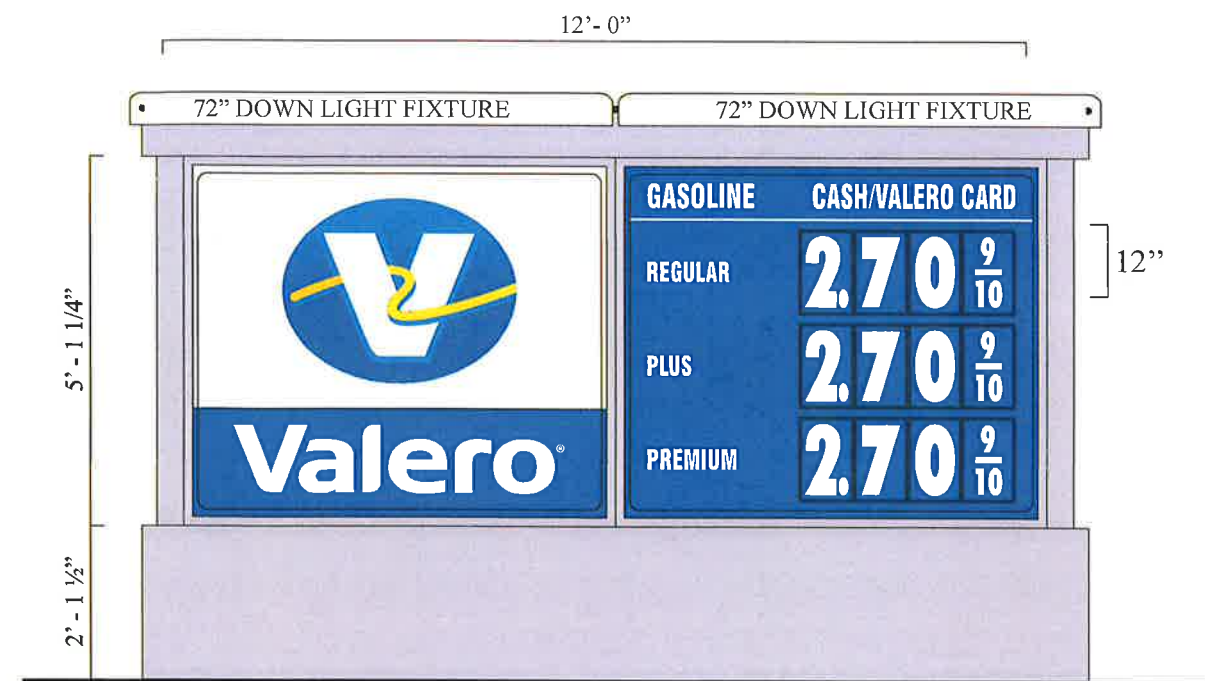 12’- 0”
72” DOWN LIGHT FIXTURE 72” DOWN LIGHT FIXTURE
GASOLINE CASH/VALERO CARD
REGULAR 2.70 9/10
12”
5’ - 1 1/4”
PLUS 2.70 9/10
Valero®
PREMIUM 2.70 9/10
2’ - 1 ½”